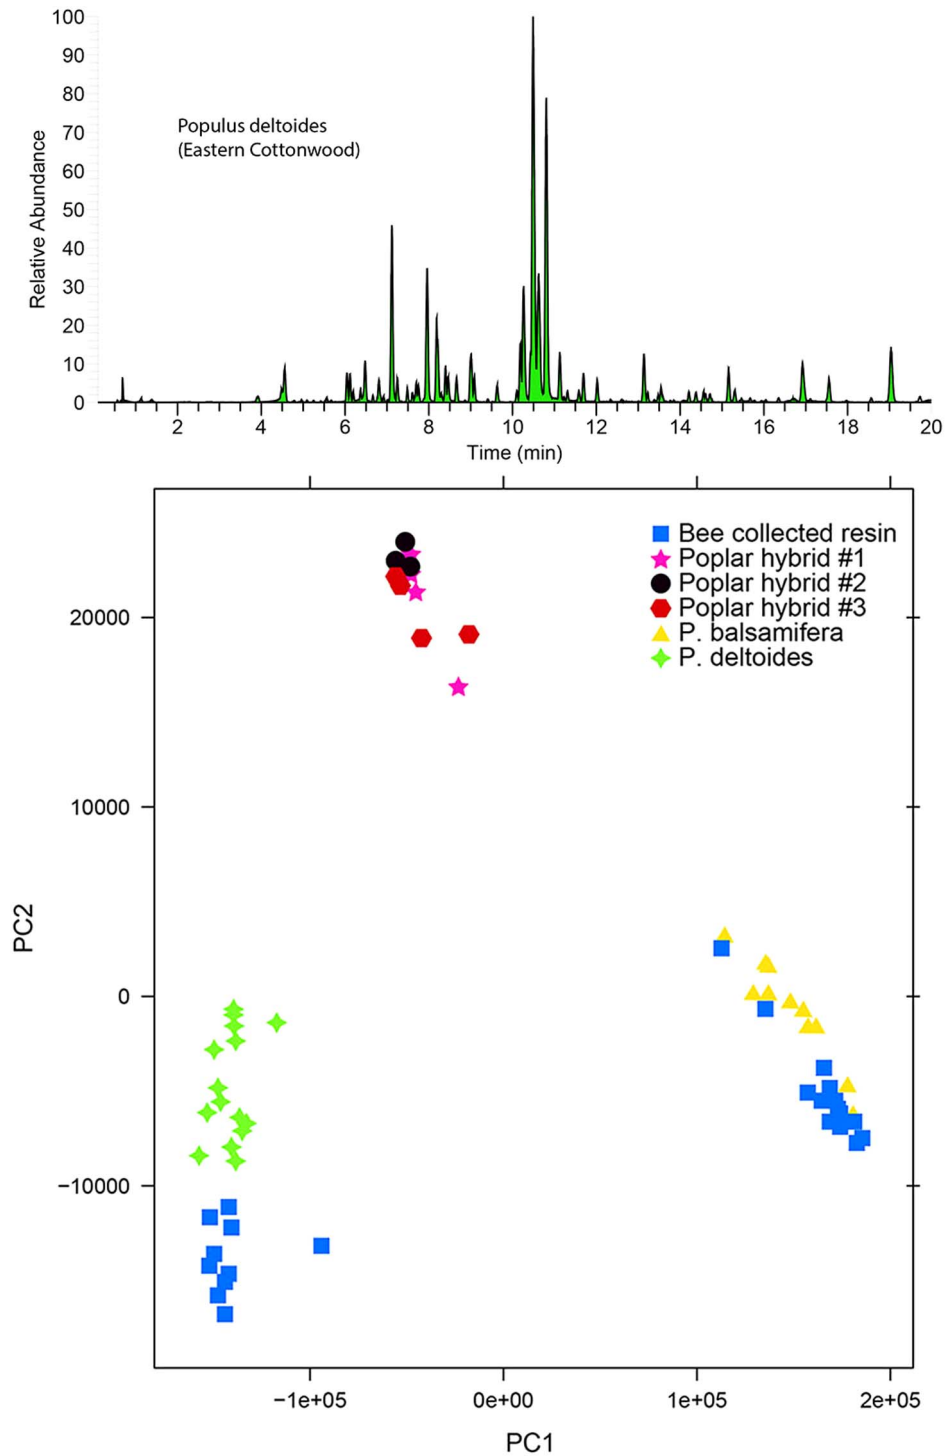 100
90
80
70
60
50
40
30
20
10
0
Relative Abundance
Populus deltoides
(Eastern Cottonwood)
2 4 6 8 10 12 14 16 18 20
Time (min)
Bee collected resin
Poplar hybrid #1
Poplar hybrid #2
Poplar hybrid #3
P. balsamifera
P. deltoides
20000
10000
0
−10000
PC2
−1e+05 0e+00 1e+05 2e+05
PC1